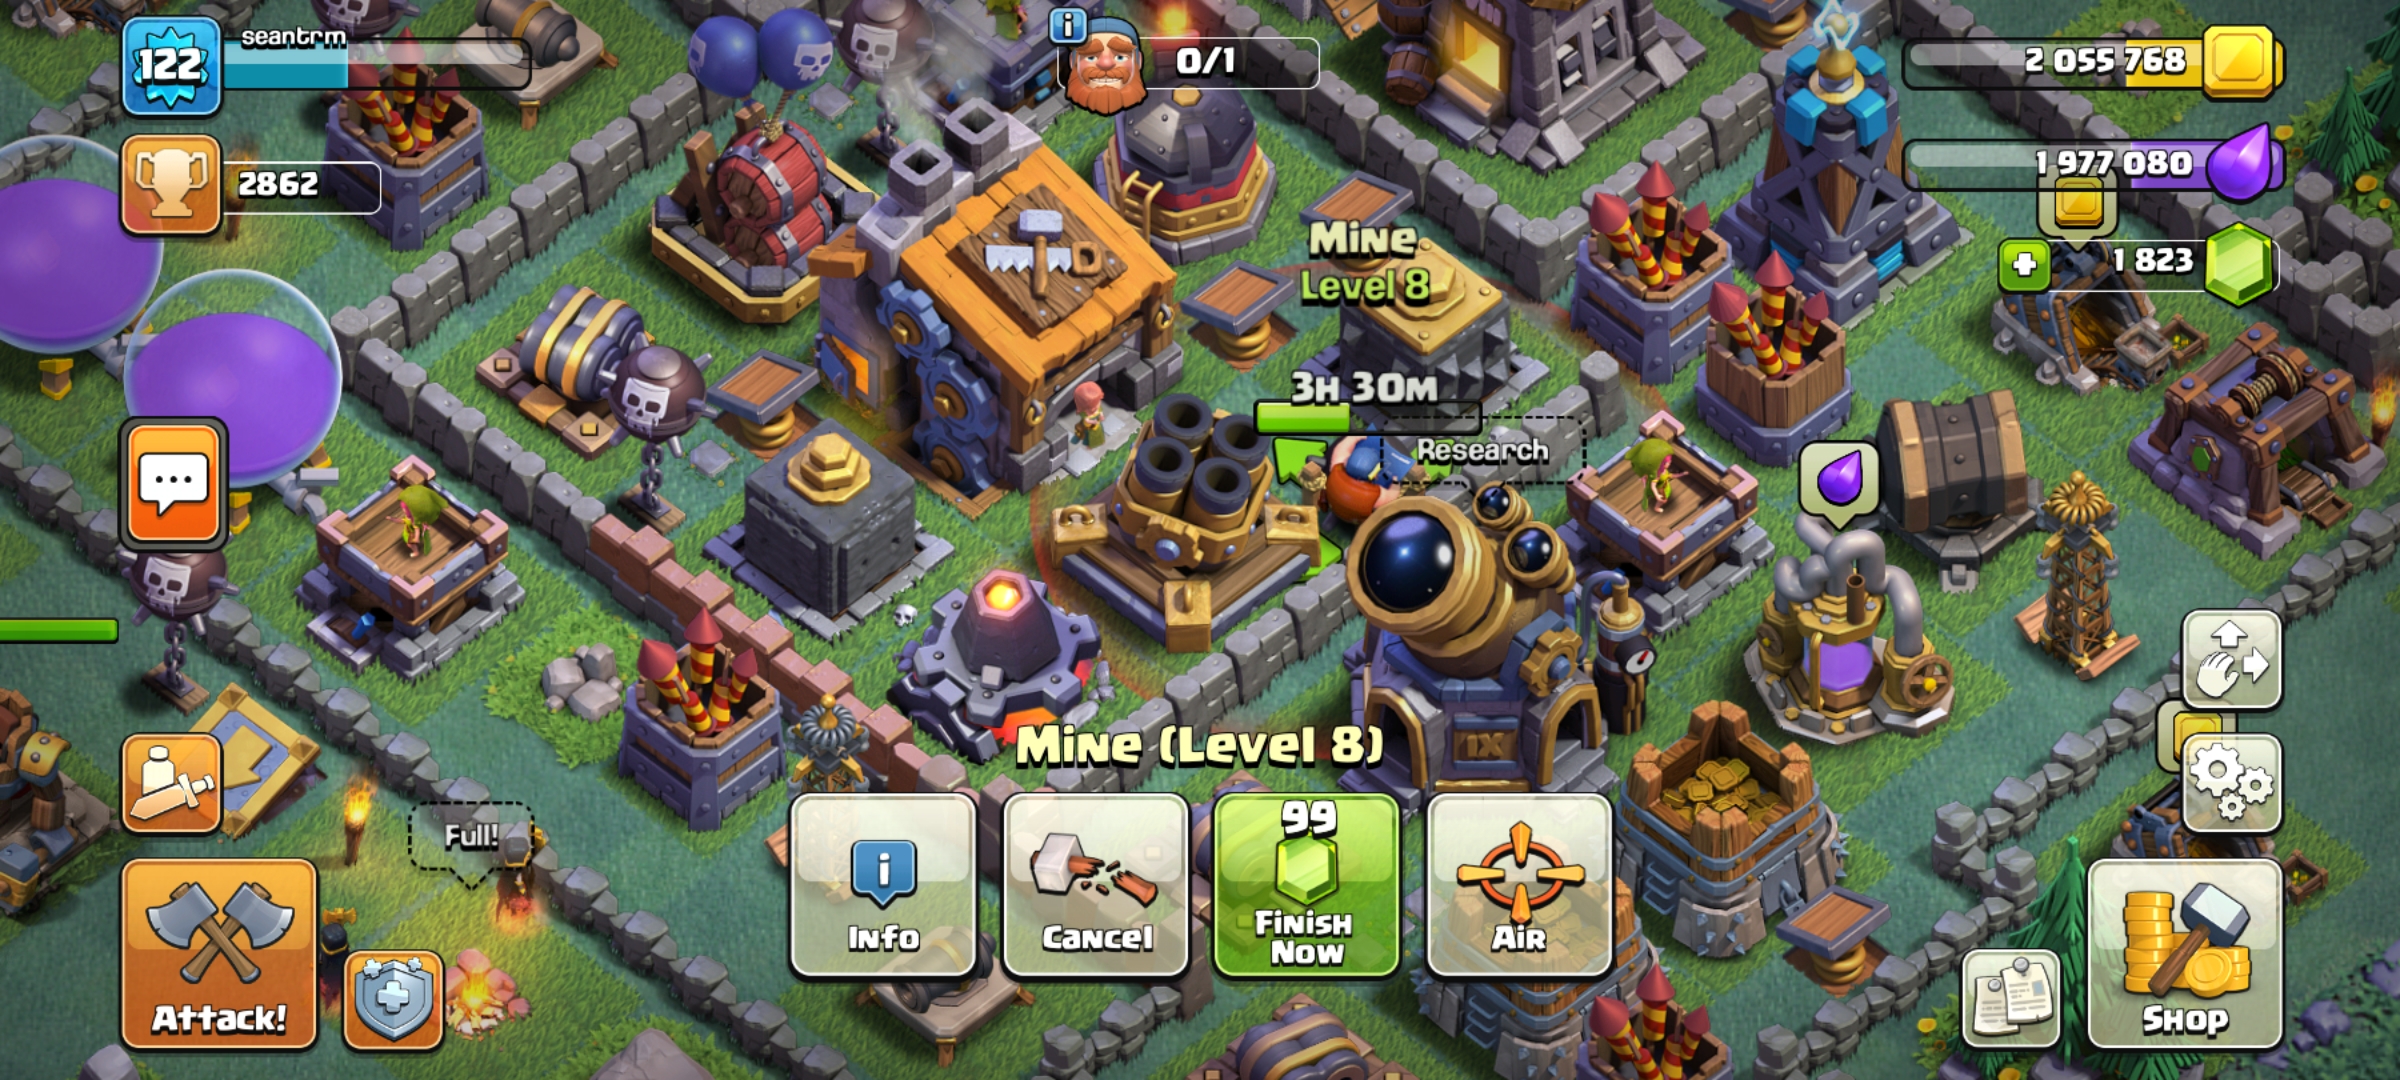 122
seantrm
0/1
2 055 768
2862
1 977 080
1 823
Mine
Level 8
3H 30M
Research
IX
Mine (Level 8)
Full!
99
Info
Cancel
Finish
Now
Air
Attack!
Shop